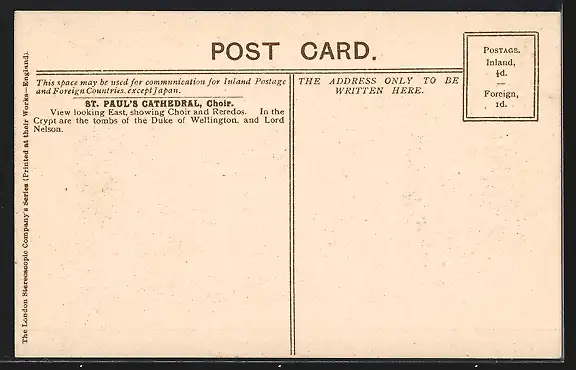 POST CARD.
POSTAGE.
Inland,
½d.
—
Foreign,
1d.
This space may be used for communication for Inland Postage
and Foreign Countries, except Japan.
THE ADDRESS ONLY TO BE
WRITTEN HERE.
ST. PAUL'S CATHEDRAL, Choir.
View looking East, showing Choir and Reredos. In the
Crypt are the tombs of the Duke of Wellington, and Lord
Nelson.
The London Stereoscopic Company's Series (Printed at their Works—England).